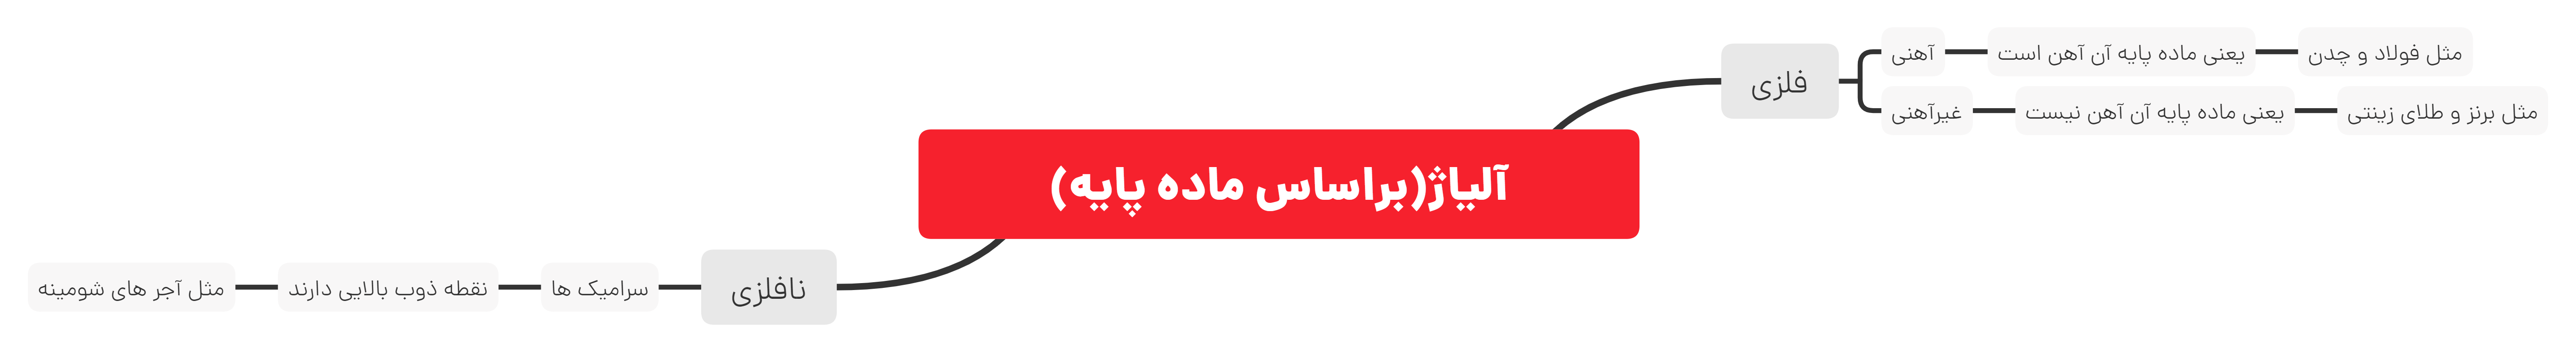 آلیاژ(براساس ماده پایه)
فلزی
آهنی
یعنی ماده پایه آن آهن است
مثل فولاد و چدن
غیرآهنی
یعنی ماده پایه آن آهن نیست
مثل برنز و طلای زینتی
نافلزی
سرامیک ها
نقطه ذوب بالایی دارند
مثل آجر های شومینه